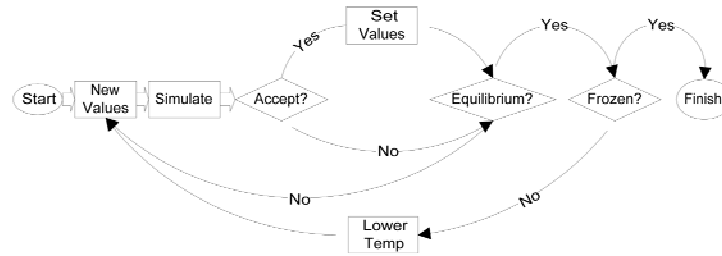 Start
New
Values
Simulate
Accept?
Yes
Set
Values
No
Equilibrium?
Yes
Frozen?
Yes
Finish
No
No
Lower
Temp